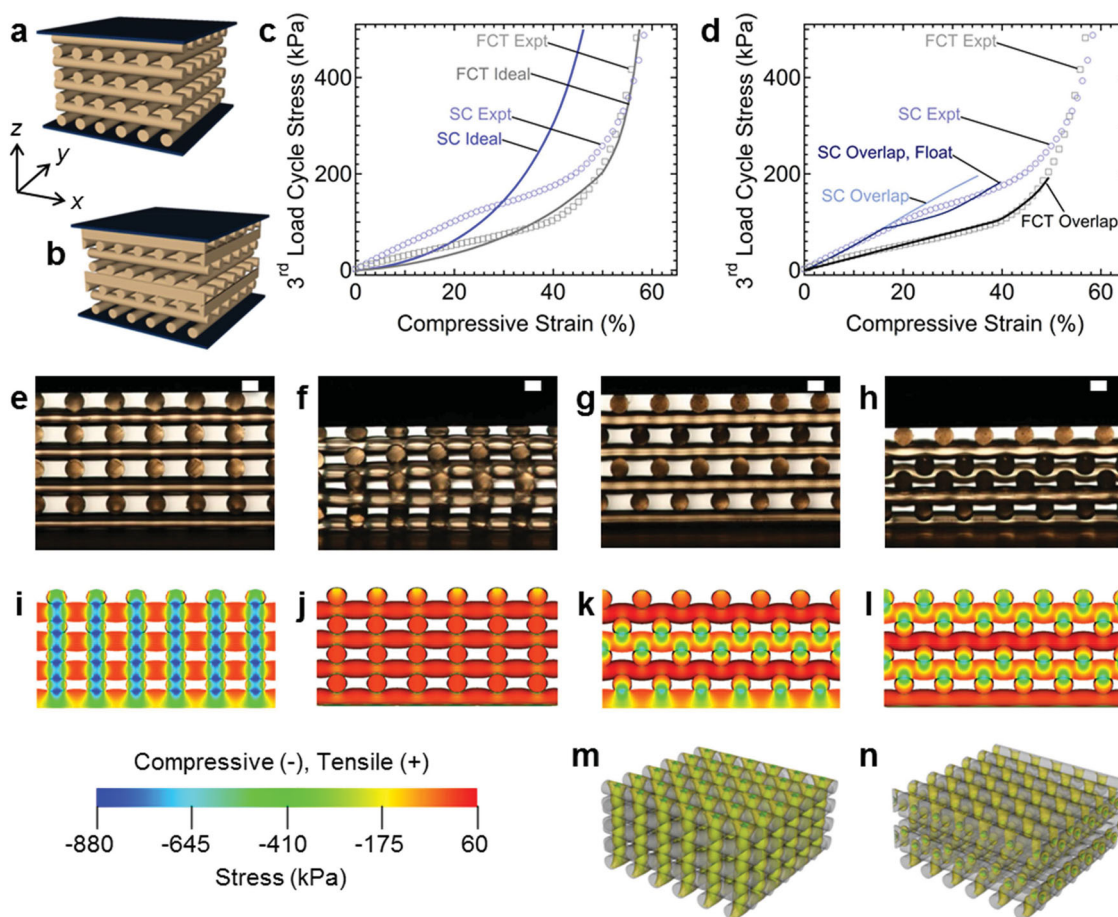 a
z
y
x
b
c
3rd Load Cycle Stress (kPa)
400
200
0
FCT Expt
FCT Ideal
SC Expt
SC Ideal
0 20 40 60
Compressive Strain (%)
d
3rd Load Cycle Stress (kPa)
400
200
0
FCT Expt
SC Expt
SC Overlap, Float
SC Overlap
FCT Overlap
0 20 40 60
Compressive Strain (%)
e
f
g
h
i
j
k
l
Compressive (-), Tensile (+)
-880 -645 -410 -175 60
Stress (kPa)
m
n